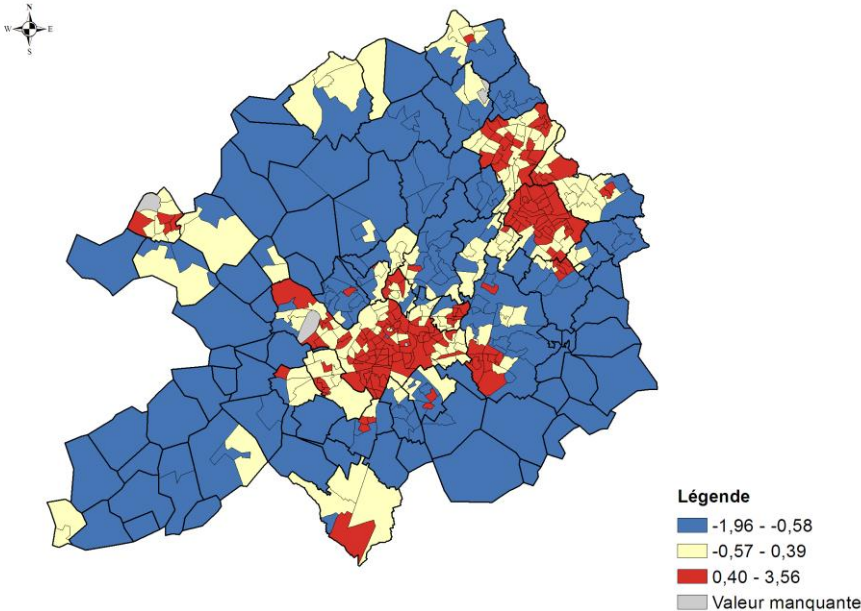 N
W E
S
Légende
-1,96 - -0,58
-0,57 - 0,39
0,40 - 3,56
Valeur manquante